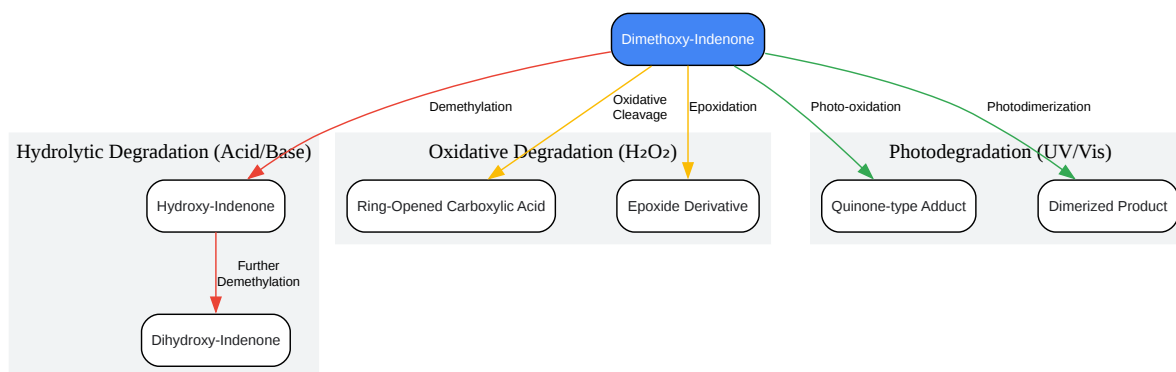 Dimethoxy-Indenone
Demethylation
Oxidative
Cleavage
Epoxidation
Photo-oxidation
Photodimerization
Hydrolytic Degradation (Acid/Base)
Oxidative Degradation (H₂O₂)
Photodegradation (UV/Vis)
Hydroxy-Indenone
Ring-Opened Carboxylic Acid
Epoxide Derivative
Quinone-type Adduct
Dimerized Product
Further
Demethylation
Dihydroxy-Indenone